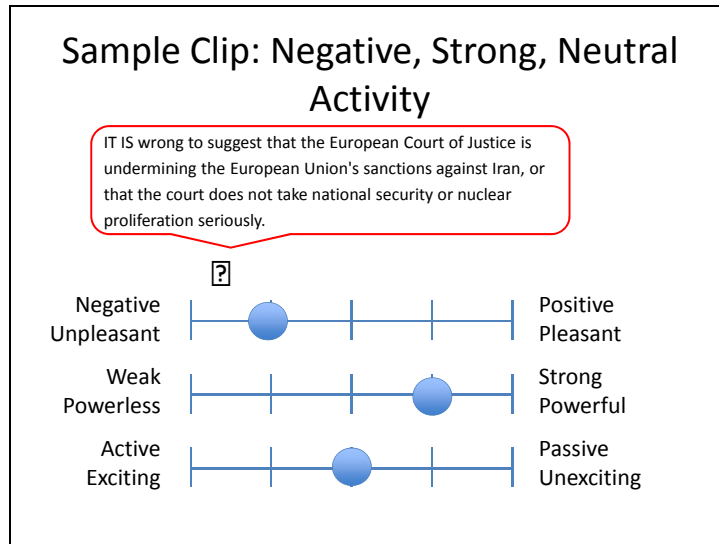 Sample Clip: Negative, Strong, Neutral
Activity
IT IS wrong to suggest that the European Court of Justice is
undermining the European Union's sanctions against Iran, or
that the court does not take national security or nuclear
proliferation seriously.
?
Negative
Unpleasant
Positive
Pleasant
Weak
Powerless
Strong
Powerful
Active
Exciting
Passive
Unexciting